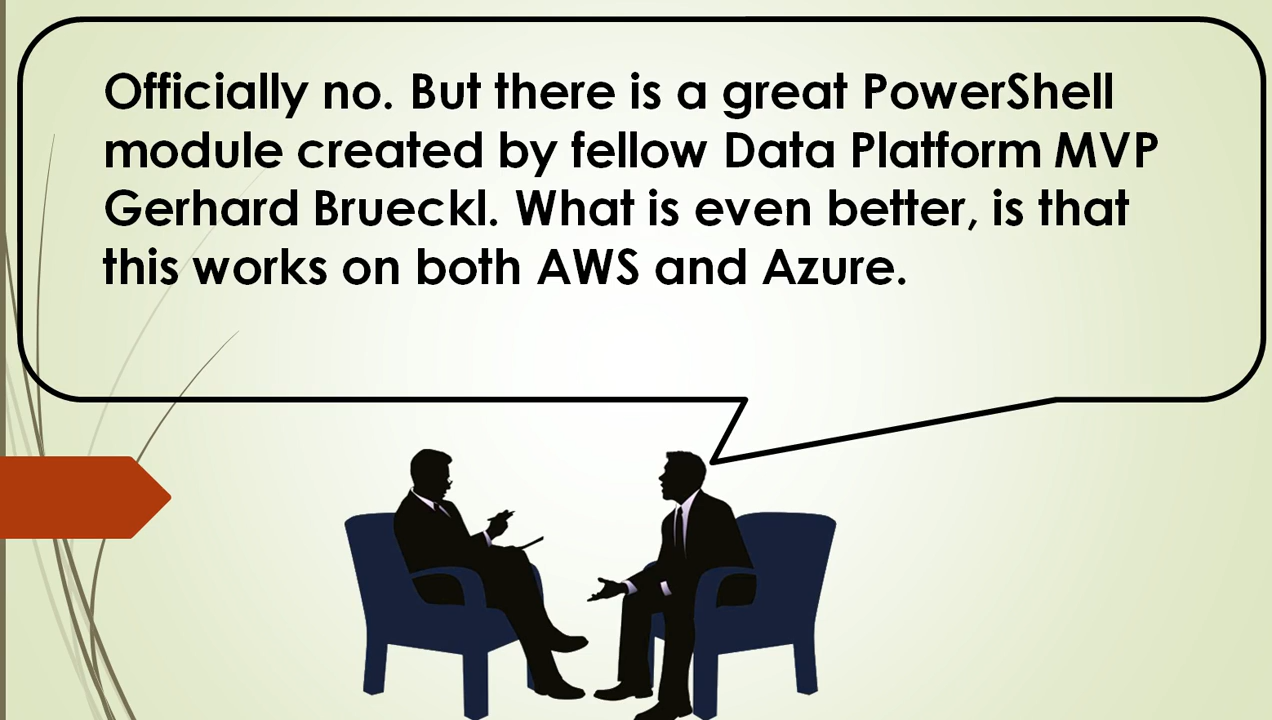 Officially no. But there is a great PowerShell
module created by fellow Data Platform MVP
Gerhard Brueckl. What is even better, is that
this works on both AWS and Azure.